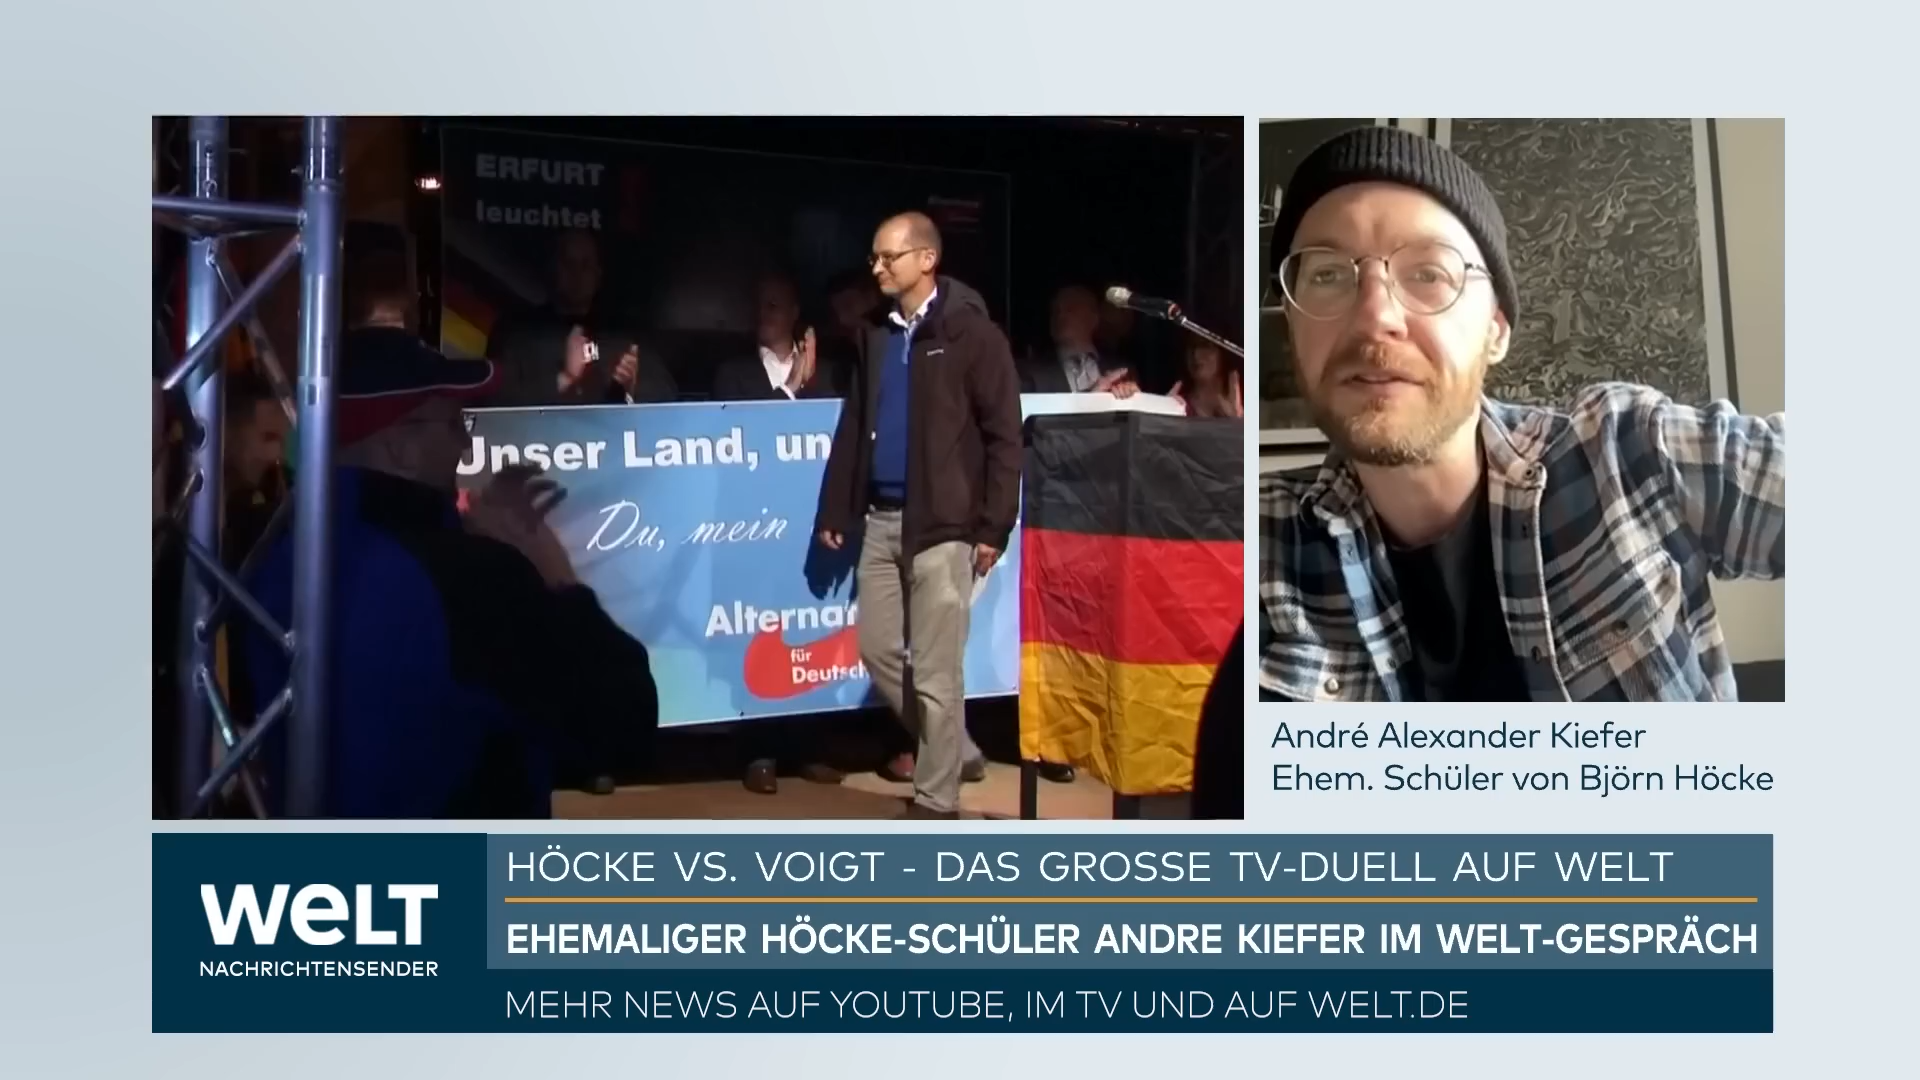 ERFURT
leuchtet
Unser Land, un
Du, mein
Alternat
für
Deutsch
André Alexander Kiefer
Ehem. Schüler von Björn Höcke
WELT
NACHRICHTENSENDER
HÖCKE VS. VOIGT - DAS GROSSE TV-DUELL AUF WELT
EHEMALIGER HÖCKE-SCHÜLER ANDRE KIEFER IM WELT-GESPRÄCH
MEHR NEWS AUF YOUTUBE, IM TV UND AUF WELT.DE